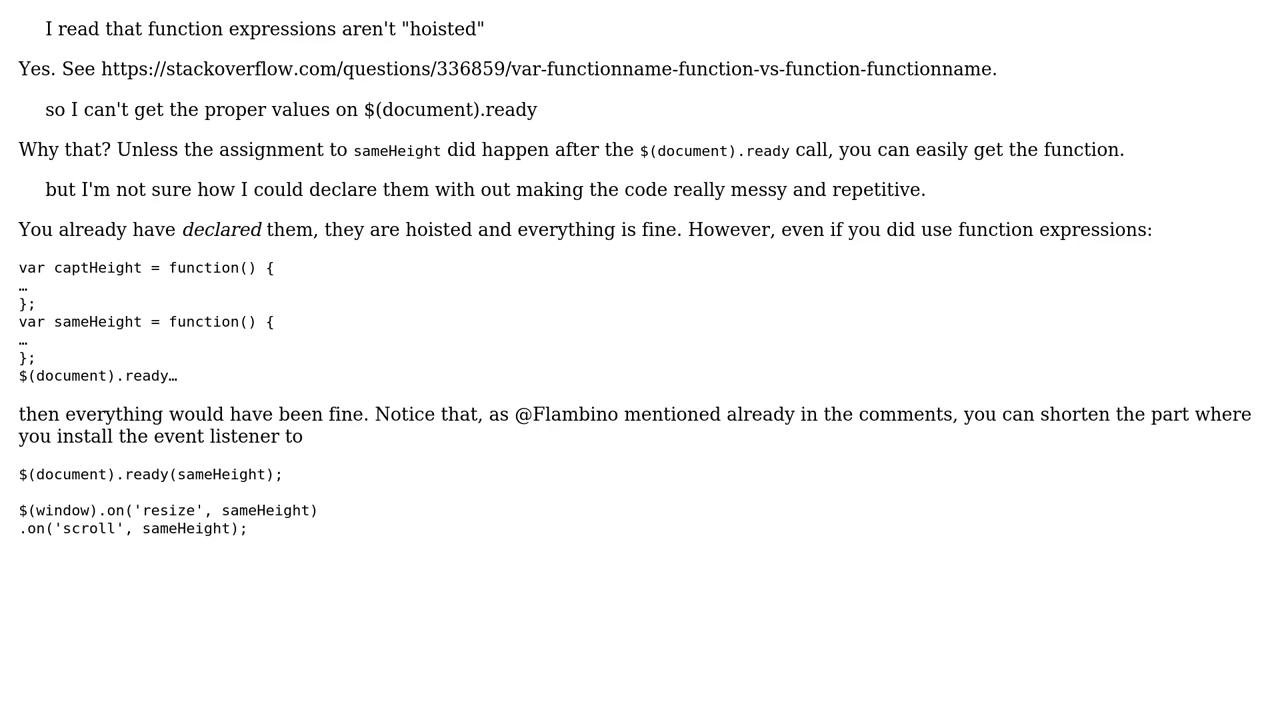 I read that function expressions aren't "hoisted"
Yes. See https://stackoverflow.com/questions/336859/var-functionname-function-vs-function-functionname.
so I can't get the proper values on $(document).ready
Why that? Unless the assignment to sameHeight did happen after the $(document).ready call, you can easily get the function.
but I'm not sure how I could declare them with out making the code really messy and repetitive.
You already have declared them, they are hoisted and everything is fine. However, even if you did use function expressions:
var captHeight = function() {
…
};
var sameHeight = function() {
…
};
$(document).ready…
then everything would have been fine. Notice that, as @Flambino mentioned already in the comments, you can shorten the part where
you install the event listener to
$(document).ready(sameHeight);
$(window).on('resize', sameHeight)
.on('scroll', sameHeight);